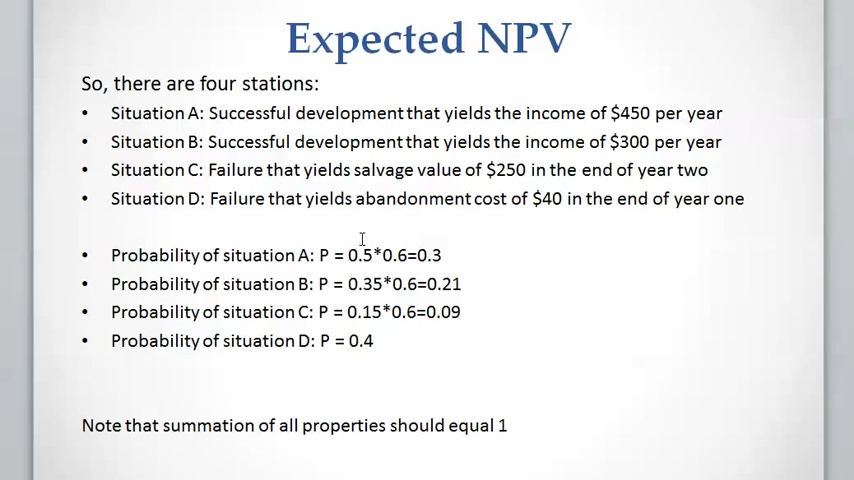 Expected NPV
So, there are four stations:
• Situation A: Successful development that yields the income of $450 per year
• Situation B: Successful development that yields the income of $300 per year
• Situation C: Failure that yields salvage value of $250 in the end of year two
• Situation D: Failure that yields abandonment cost of $40 in the end of year one
• Probability of situation A: P = 0.5*0.6=0.3
• Probability of situation B: P = 0.35*0.6=0.21
• Probability of situation C: P = 0.15*0.6=0.09
• Probability of situation D: P = 0.4
Note that summation of all properties should equal 1